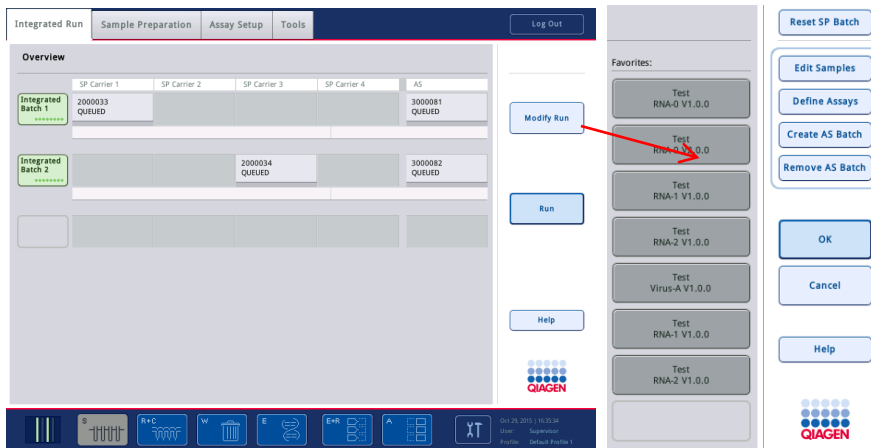 Integrated Run
Sample Preparation
Assay Setup
Tools
Log Out
Overview
SP Carrier 1
SP Carrier 2
SP Carrier 3
SP Carrier 4
AS
Integrated
Batch 1
2000033
QUEUED
3000081
QUEUED
Integrated
Batch 2
2000034
QUEUED
3000082
QUEUED
Modify Run
Run
Help
QIAGEN
S
R+C
W
E
E+R
A
Oct 29, 2015 | 16:35:34
User: Supervisor
Profile: Default Profile 1
Favorites:
Test
RNA-0 V1.0.0
Test
RNA-0 V2.0.0
Test
RNA-1 V1.0.0
Test
RNA-2 V1.0.0
Test
Virus-A V1.0.0
Test
RNA-1 V1.0.0
Test
RNA-2 V1.0.0
Reset SP Batch
Edit Samples
Define Assays
Create AS Batch
Remove AS Batch
OK
Cancel
Help
QIAGEN